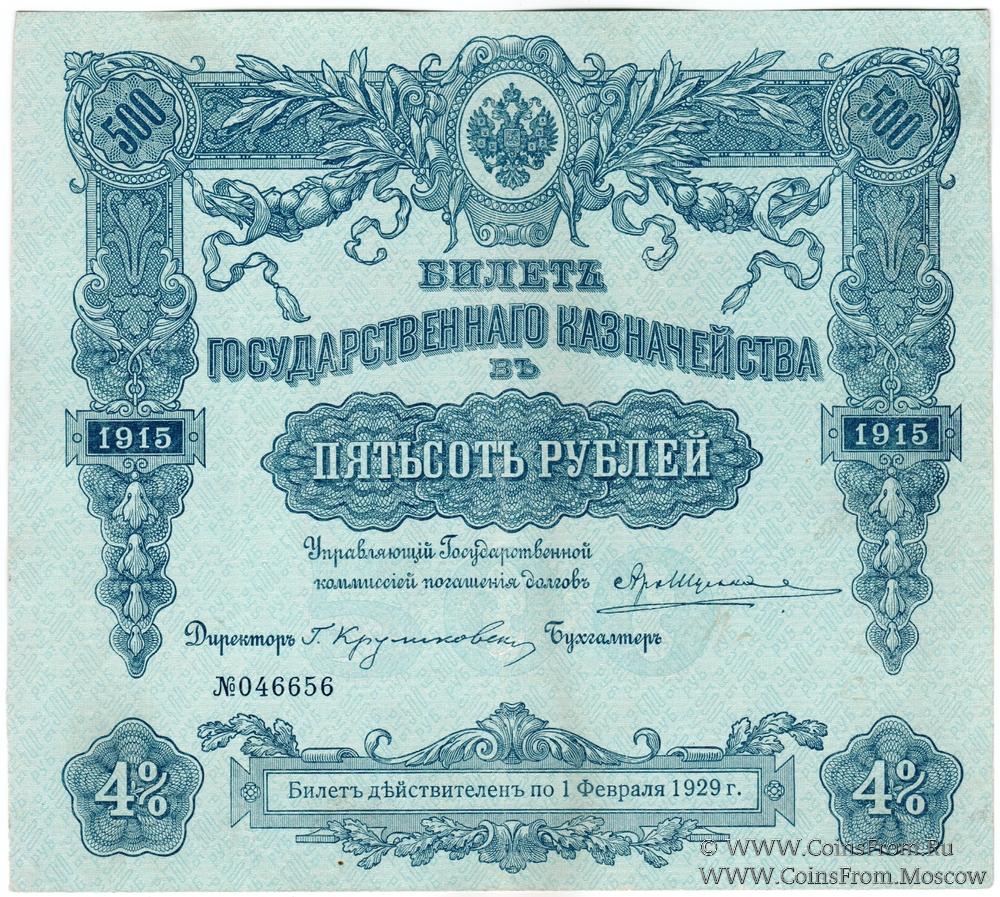 500 500
БИЛЕТЪ
ГОСУДАРСТВЕННАГО КАЗНАЧЕЙСТВА
ВЪ
1915 1915
ПЯТЬСОТЪ РУБЛЕЙ
Управляющій Государственной
коммиссіей погашенія долговъ
Директоръ Бухгалтеръ
№046656
4% 4%
Билетъ дѣйствителенъ по 1 Февраля 1929 г.
© www.CoinsFrom.Ru
www.CoinsFrom.Moscow